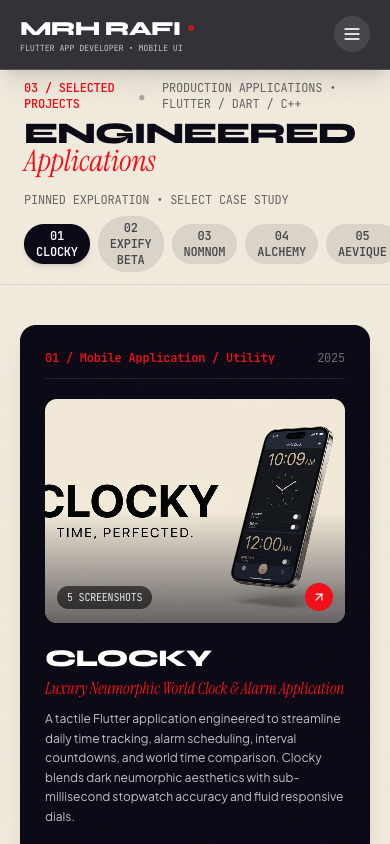 MRH RAFI
FLUTTER APP DEVELOPER • MOBILE UI
03 / SELECTED PROJECTS
PRODUCTION APPLICATIONS • FLUTTER / DART / C++
ENGINEERED
Applications
PINNED EXPLORATION • SELECT CASE STUDY
01 CLOCKY
02 EXPIFY BETA
03 NOMNOM
04 ALCHEMY
05 AEVIQUE
01 / Mobile Application / Utility
2025
CLOCKY
TIME, PERFECTED.
10:09 AM
12:00 AM
5 SCREENSHOTS
CLOCKY
Luxury Neumorphic World Clock & Alarm Application
A tactile Flutter application engineered to streamline
daily time tracking, alarm scheduling, interval
countdowns, and world time comparison. Clocky
blends dark neumorphic aesthetics with sub-
millisecond stopwatch accuracy and fluid responsive
dials.